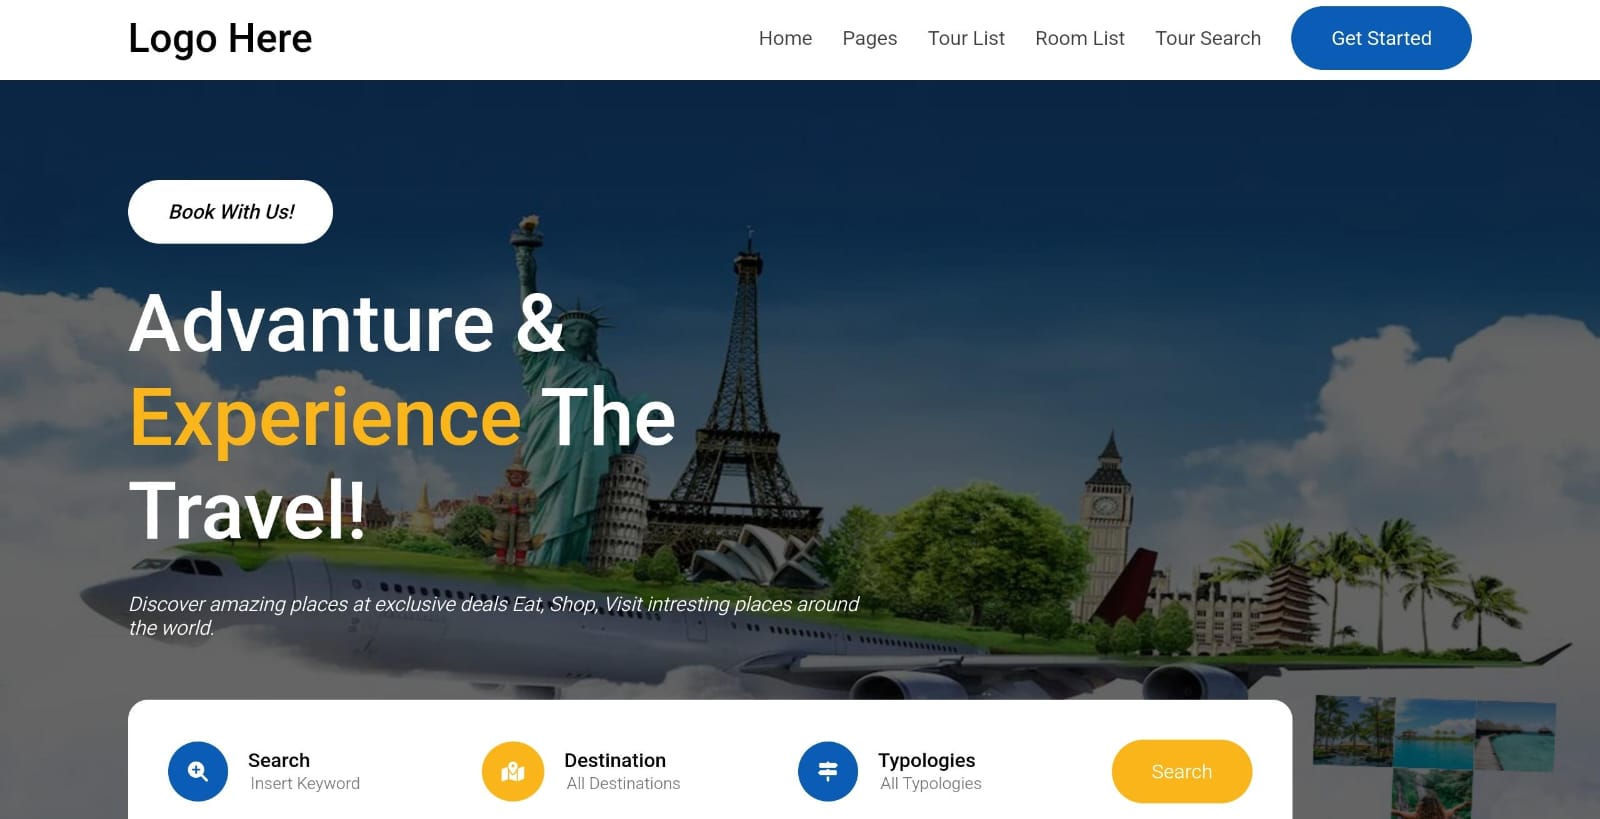 Logo Here
Home Pages Tour List Room List Tour Search Get Started
Book With Us!
Advanture &
Experience The
Travel!
Discover amazing places at exclusive deals Eat, Shop, Visit intresting places around
the world.
Search Destination Typologies
Insert Keyword All Destinations All Typologies
Search